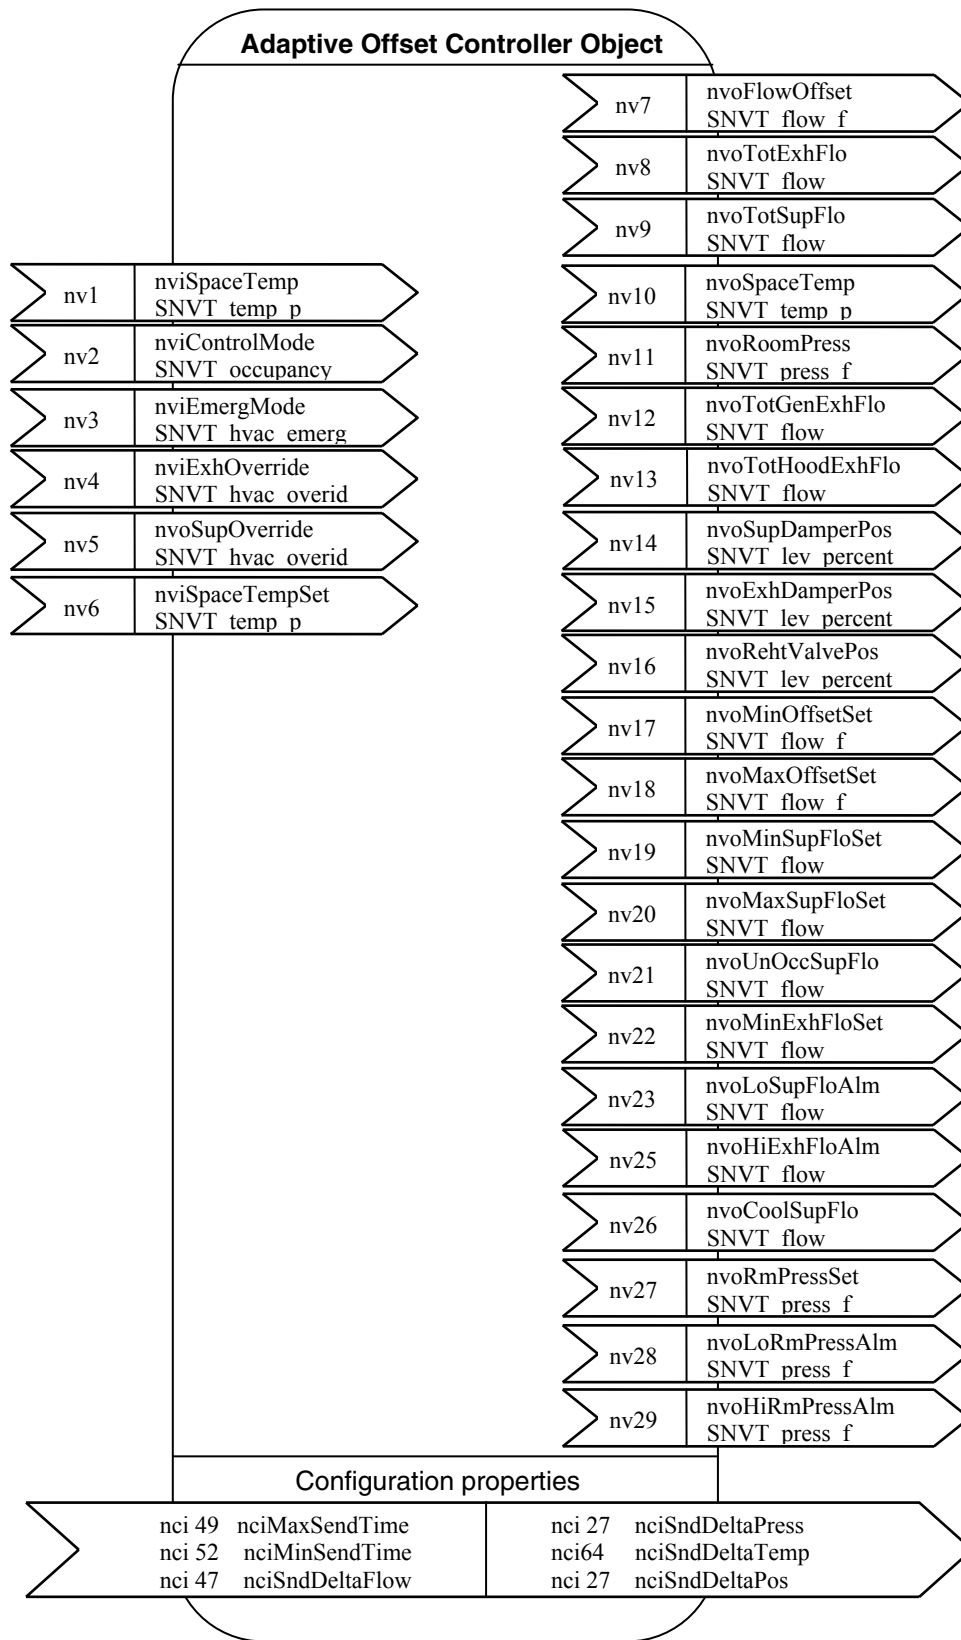 Adaptive Offset Controller Object
nv1 nviSpaceTemp
SNVT_temp_p
nv2 nviControlMode
SNVT_occupancy
nv3 nviEmergMode
SNVT_hvac_emerg
nv4 nviExhOverride
SNVT_hvac_overid
nv5 nvoSupOverride
SNVT_hvac_overid
nv6 nviSpaceTempSet
SNVT_temp_p
nv7 nvoFlowOffset
SNVT_flow_f
nv8 nvoTotExhFlo
SNVT_flow
nv9 nvoTotSupFlo
SNVT_flow
nv10 nvoSpaceTemp
SNVT_temp_p
nv11 nvoRoomPress
SNVT_press_f
nv12 nvoTotGenExhFlo
SNVT_flow
nv13 nvoTotHoodExhFlo
SNVT_flow
nv14 nvoSupDamperPos
SNVT_lev_percent
nv15 nvoExhDamperPos
SNVT_lev_percent
nv16 nvoRehtValvePos
SNVT_lev_percent
nv17 nvoMinOffsetSet
SNVT_flow_f
nv18 nvoMaxOffsetSet
SNVT_flow_f
nv19 nvoMinSupFloSet
SNVT_flow
nv20 nvoMaxSupFloSet
SNVT_flow
nv21 nvoUnOccSupFlo
SNVT_flow
nv22 nvoMinExhFloSet
SNVT_flow
nv23 nvoLoSupFloAlm
SNVT_flow
nv25 nvoHiExhFloAlm
SNVT_flow
nv26 nvoCoolSupFlo
SNVT_flow
nv27 nvoRmPressSet
SNVT_press_f
nv28 nvoLoRmPressAlm
SNVT_press_f
nv29 nvoHiRmPressAlm
SNVT_press_f
Configuration properties
nci 49 nciMaxSendTime
nci 52 nciMinSendTime
nci 47 nciSndDeltaFlow
nci 27 nciSndDeltaPress
nci64 nciSndDeltaTemp
nci 27 nciSndDeltaPos